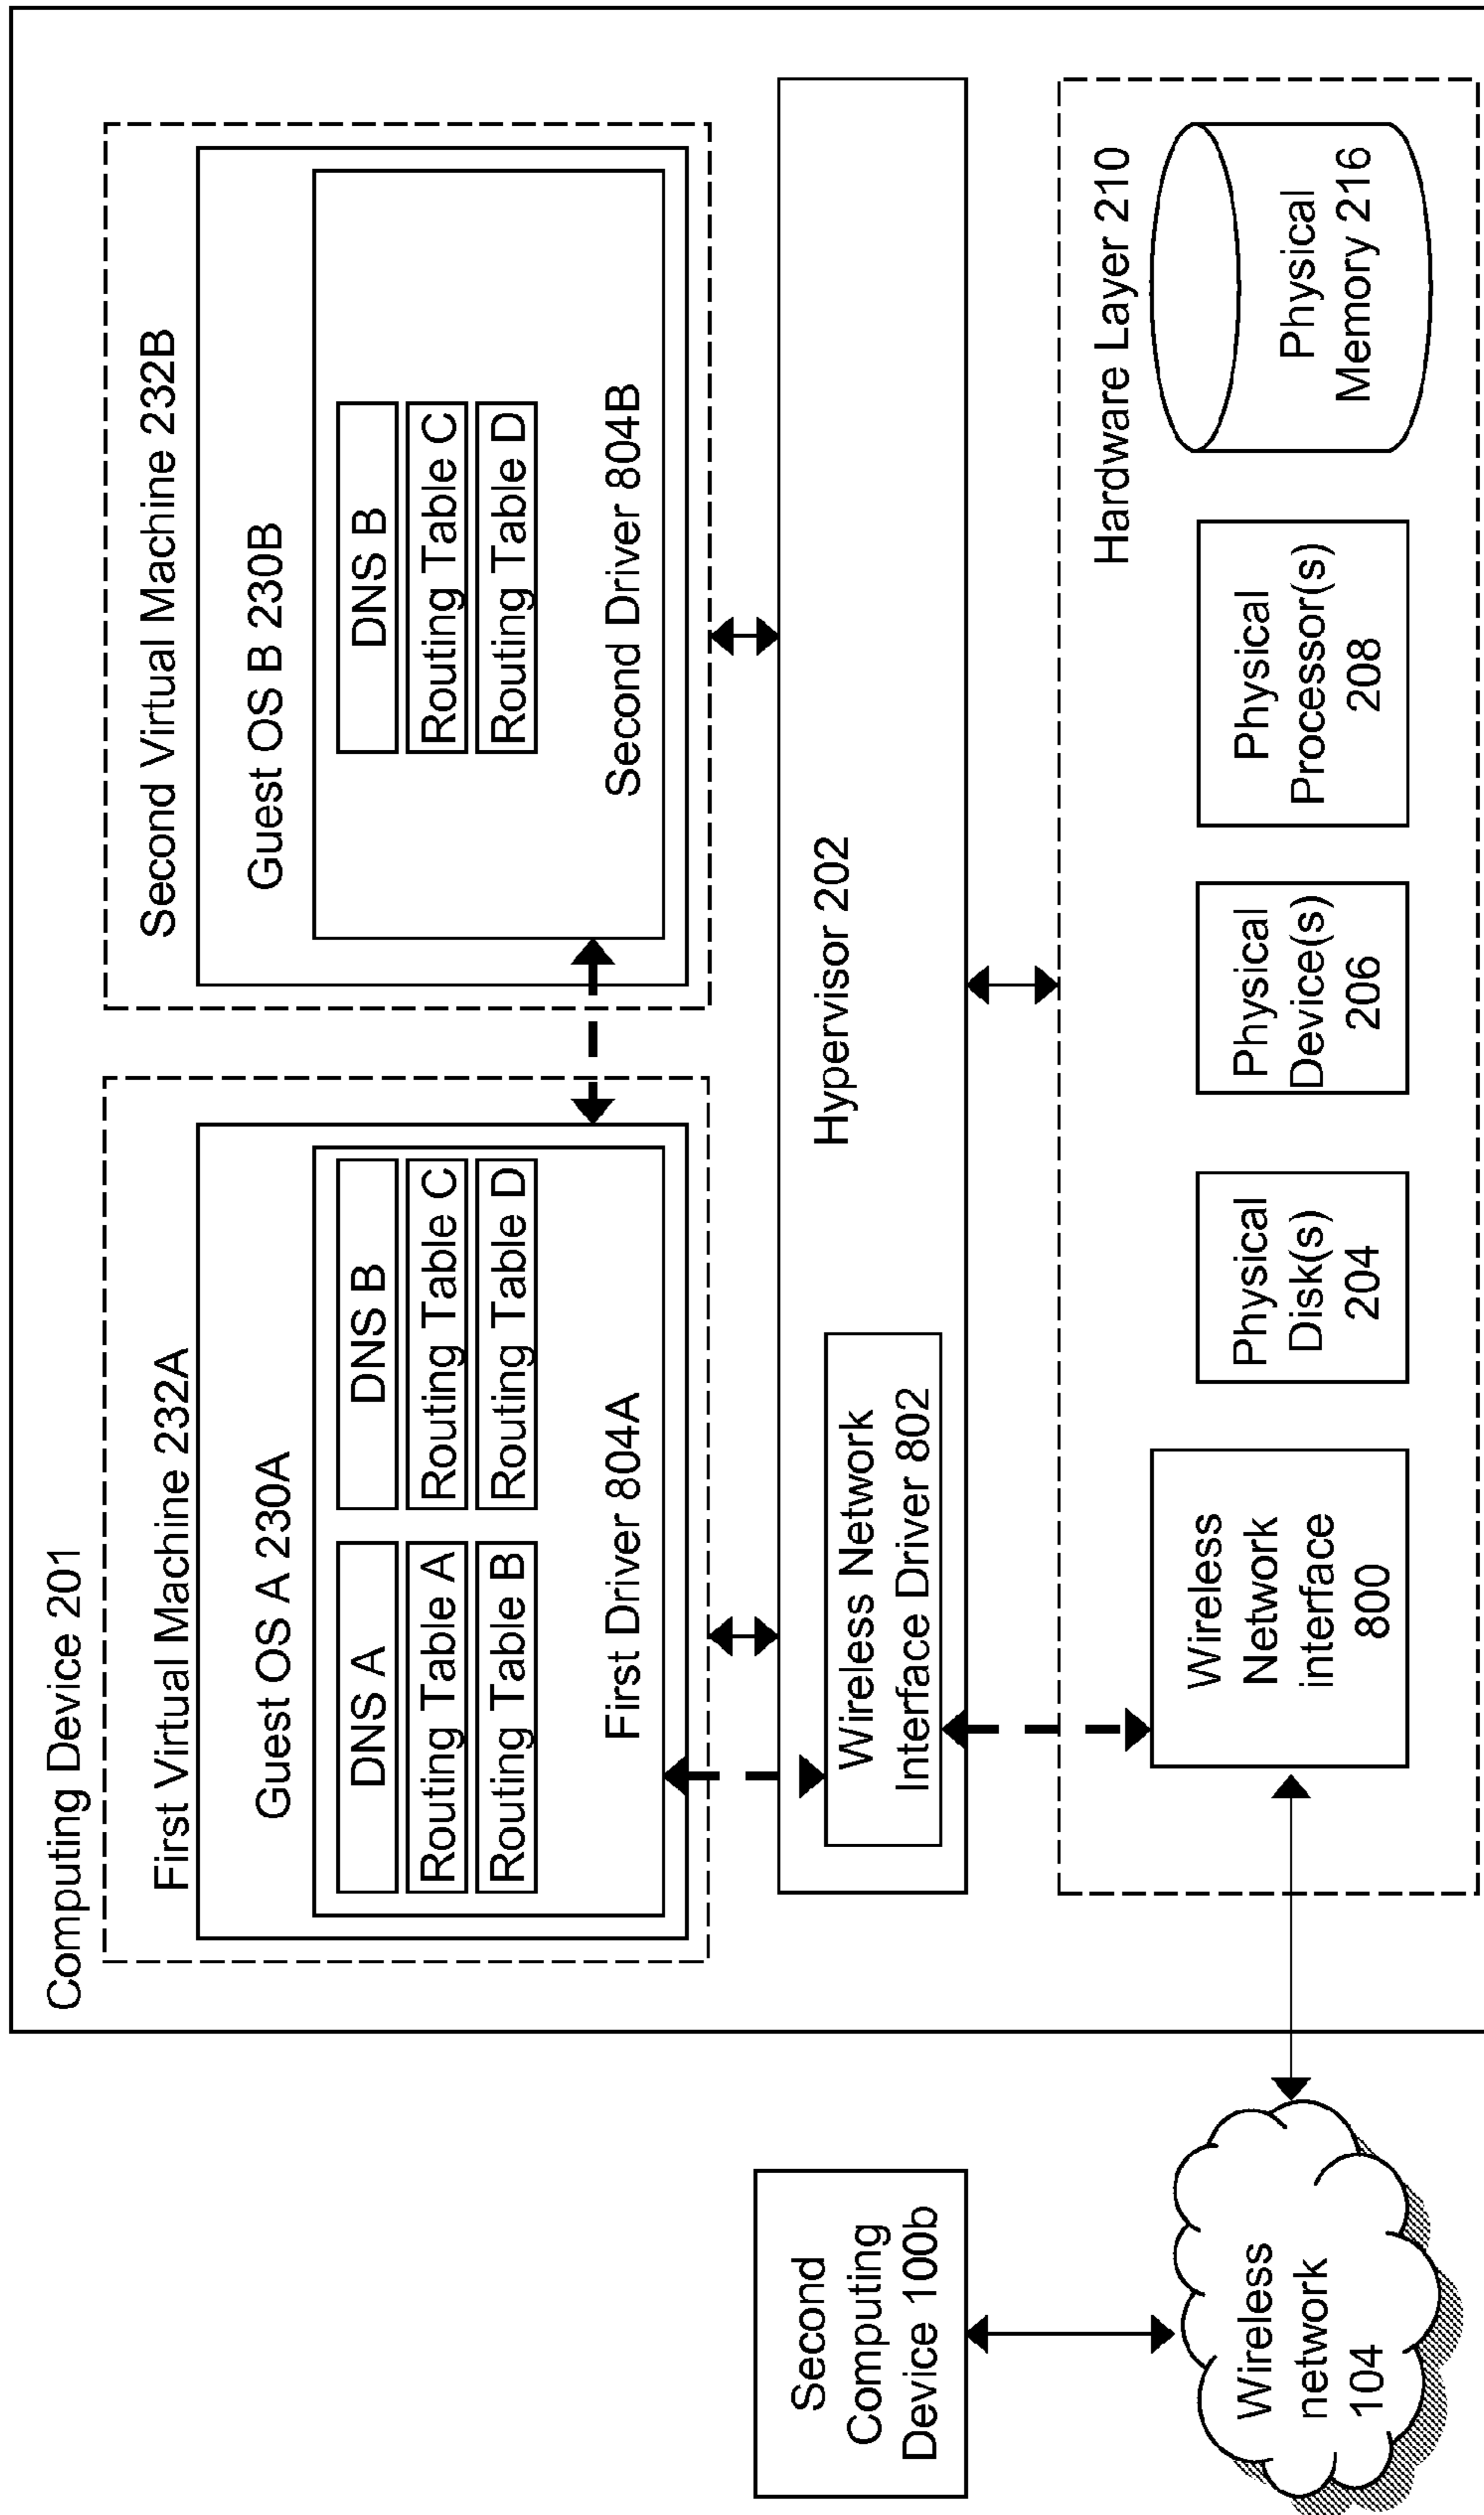 Computing Device 201
First Virtual Machine 232A
Guest OS A 230A
DNS A
Routing Table A
Routing Table B
DNS B
Routing Table C
Routing Table D
First Driver 804A
Second Virtual Machine 232B
Guest OS B 230B
DNS B
Routing Table C
Routing Table D
Second Driver 804B
Hypervisor 202
Wireless Network
Interface Driver 802
Hardware Layer 210
Wireless
Network
interface
800
Physical
Disk(s)
204
Physical
Device(s)
206
Physical
Processor(s)
208
Physical
Memory 216
Second
Computing
Device 100b
Wireless
network
104